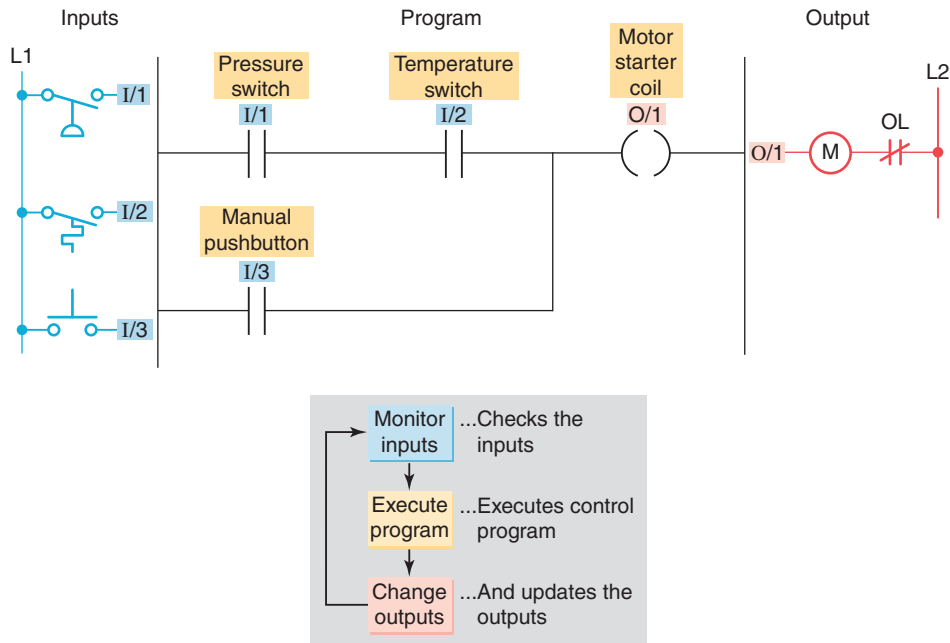 Inputs
Program
Output
L1
I/1
I/2
I/3
Pressure
switch
I/1
Temperature
switch
I/2
Motor
starter
coil
O/1
Manual
pushbutton
I/3
L2
O/1
M
OL
Monitor
inputs
...Checks the
inputs
Execute
program
...Executes control
program
Change
outputs
...And updates the
outputs